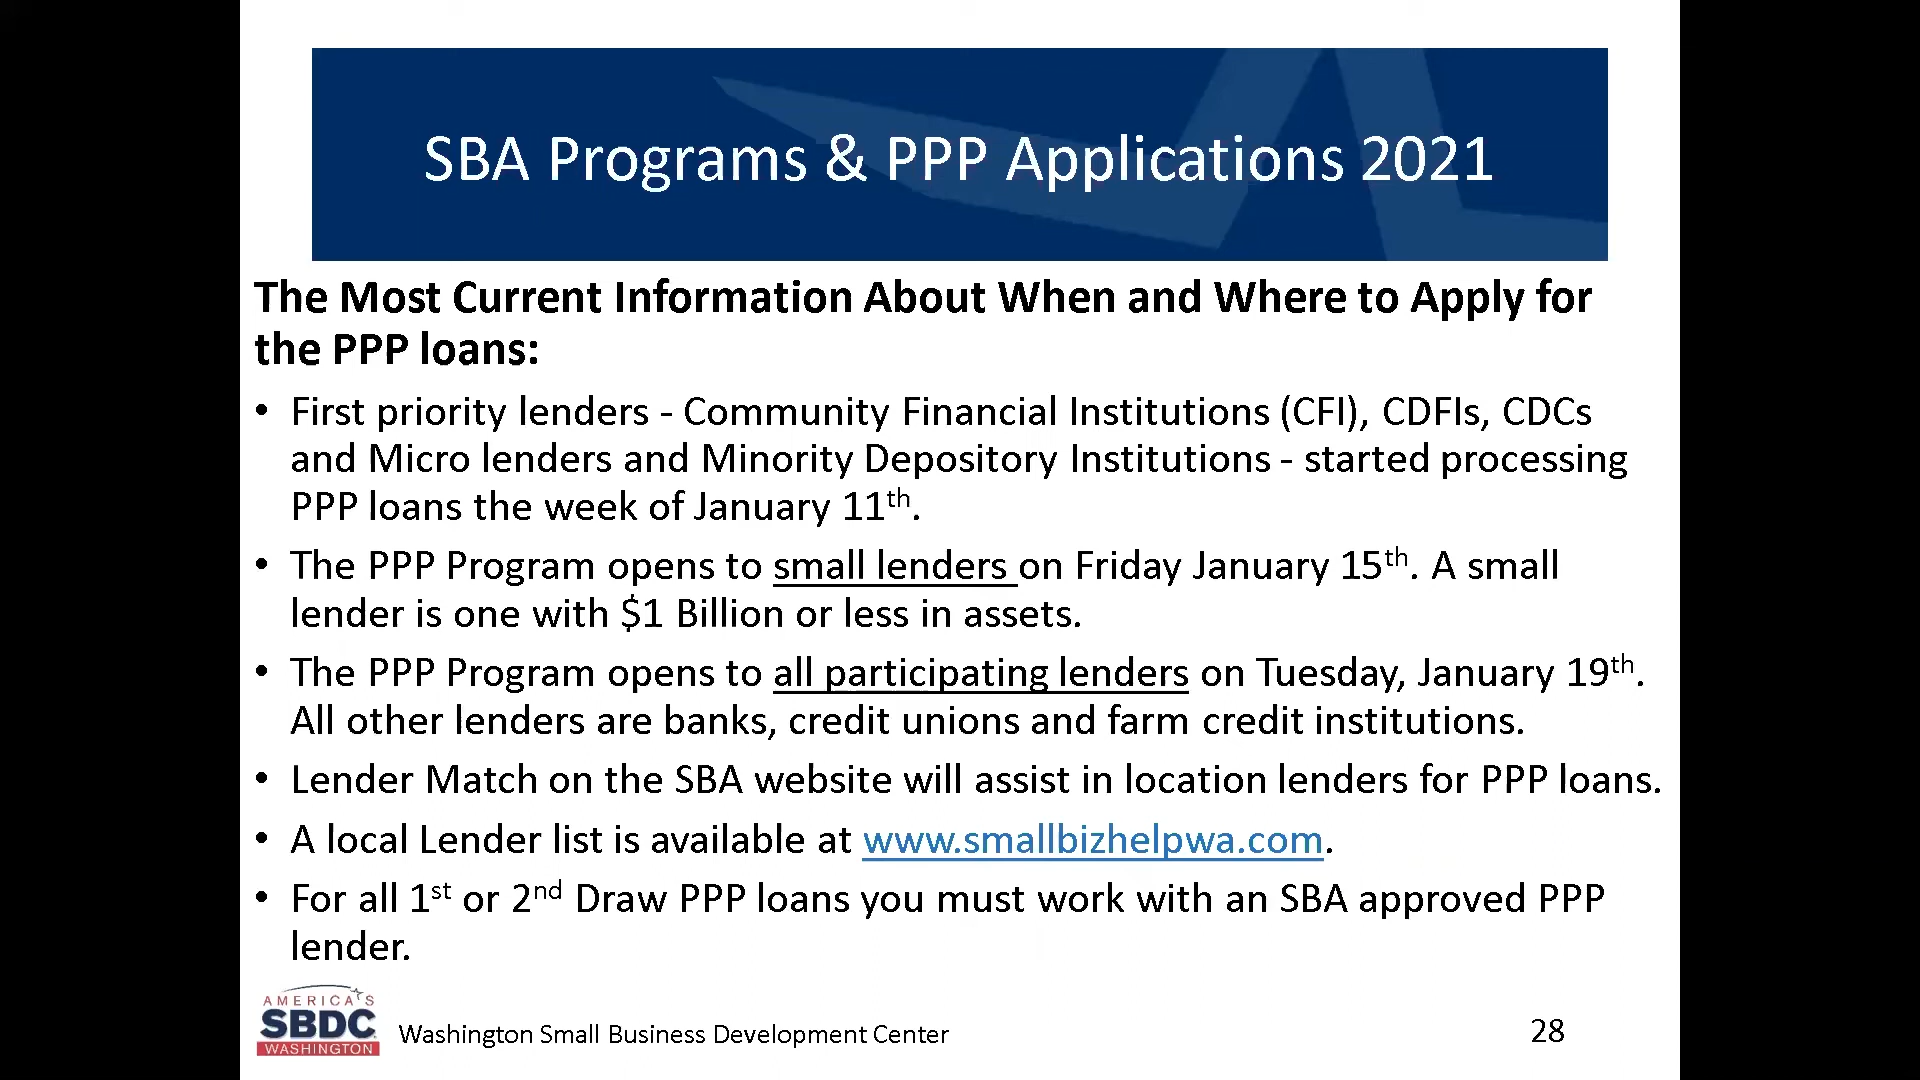 SBA Programs & PPP Applications 2021
The Most Current Information About When and Where to Apply for
the PPP loans:
• First priority lenders - Community Financial Institutions (CFI), CDFIs, CDCs
and Micro lenders and Minority Depository Institutions - started processing
PPP loans the week of January 11th.
• The PPP Program opens to small lenders on Friday January 15th. A small
lender is one with $1 Billion or less in assets.
• The PPP Program opens to all participating lenders on Tuesday, January 19th.
All other lenders are banks, credit unions and farm credit institutions.
• Lender Match on the SBA website will assist in location lenders for PPP loans.
• A local Lender list is available at www.smallbizhelpwa.com.
• For all 1st or 2nd Draw PPP loans you must work with an SBA approved PPP
lender.
AMERICA'S
SBDC
WASHINGTON
Washington Small Business Development Center
28